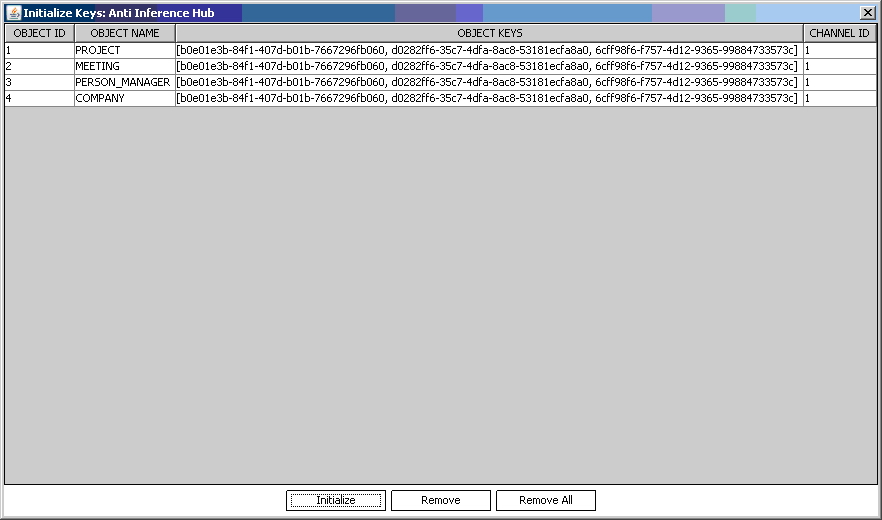 Initialize Keys: Anti Inference Hub
OBJECT ID OBJECT NAME OBJECT KEYS CHANNEL ID
1 PROJECT [b0e01e3b-84f1-407d-b01b-7667296fb060, d0282ff6-35c7-4dfa-8ac8-53181ecfa8a0, 6cff98f6-f757-4d12-9365-99884733573c] 1
2 MEETING [b0e01e3b-84f1-407d-b01b-7667296fb060, d0282ff6-35c7-4dfa-8ac8-53181ecfa8a0, 6cff98f6-f757-4d12-9365-99884733573c] 1
3 PERSON_MANAGER [b0e01e3b-84f1-407d-b01b-7667296fb060, d0282ff6-35c7-4dfa-8ac8-53181ecfa8a0, 6cff98f6-f757-4d12-9365-99884733573c] 1
4 COMPANY [b0e01e3b-84f1-407d-b01b-7667296fb060, d0282ff6-35c7-4dfa-8ac8-53181ecfa8a0, 6cff98f6-f757-4d12-9365-99884733573c] 1
Initialize Remove Remove All